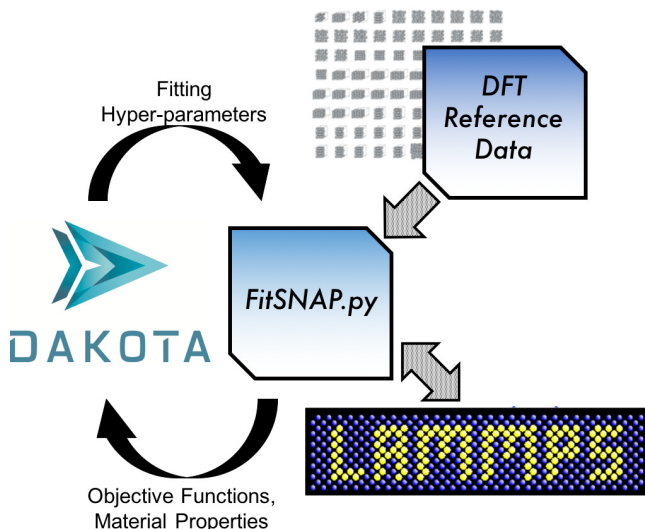 Fitting
Hyper-parameters
DFT
Reference
Data
FitSNAP.py
DAKOTA
LAMMPS
Objective Functions,
Material Properties